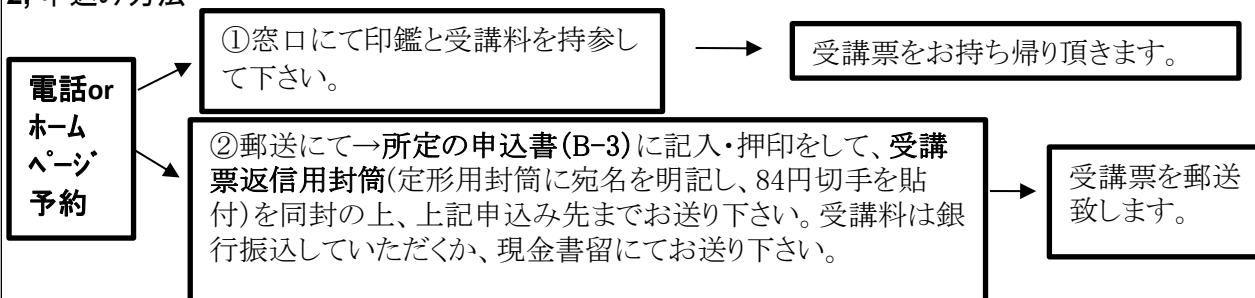 2, 申込み方法
電話or
ホーム
ページ
予約
①窓口にて印鑑と受講料を持参し
て下さい。
受講票をお持ち帰り頂きます。
②郵送にて→所定の申込書(B-3)に記入・押印をして、受講
票返信用封筒(定形用封筒に宛名を明記し、84円切手を貼
付)を同封の上、上記申込み先までお送り下さい。受講料は銀
行振込していただくか、現金書留にてお送り下さい。
受講票を郵送
致します。